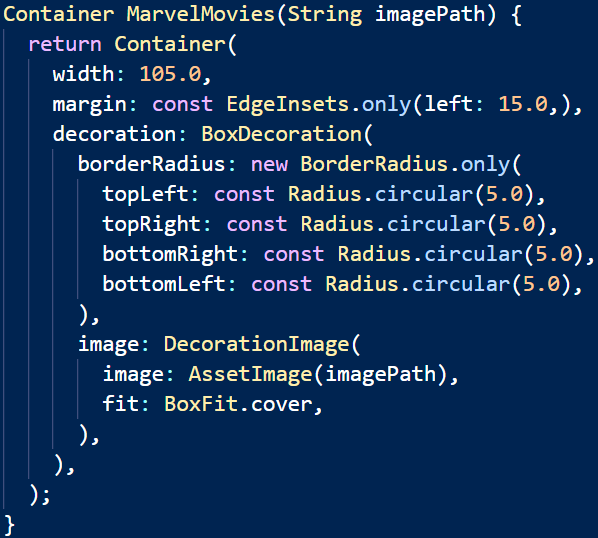 Container MarvelMovies(String imagePath) {
  return Container(
    width: 105.0,
    margin: const EdgeInsets.only(left: 15.0,),
    decoration: BoxDecoration(
      borderRadius: new BorderRadius.only(
        topLeft: const Radius.circular(5.0),
        topRight: const Radius.circular(5.0),
        bottomRight: const Radius.circular(5.0),
        bottomLeft: const Radius.circular(5.0),
      ),
      image: DecorationImage(
        image: AssetImage(imagePath),
        fit: BoxFit.cover,
      ),
    ),
  );
}